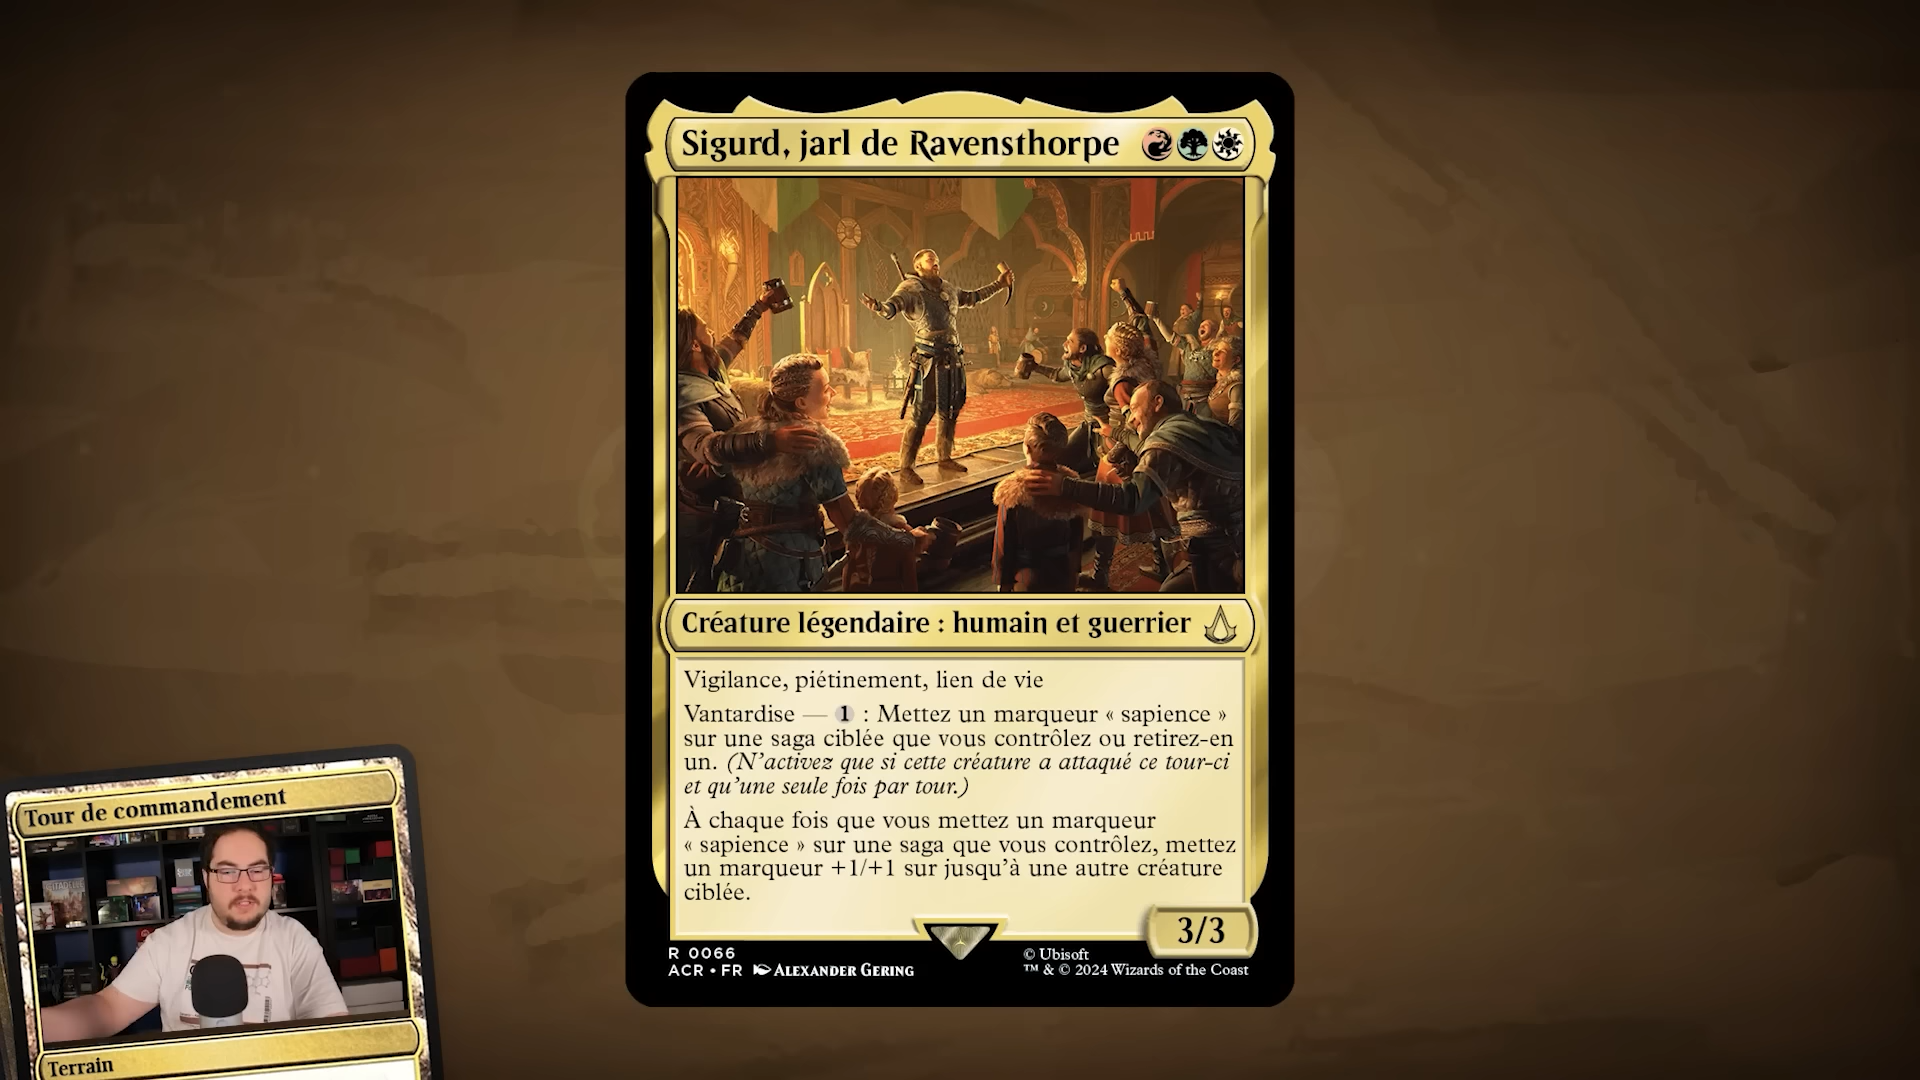 Sigurd, jarl de Ravensthorpe
Créature légendaire : humain et guerrier
Vigilance, piétinement, lien de vie
Vantardise — 1 : Mettez un marqueur « sapience »
sur une saga ciblée que vous contrôlez ou retirez-en
un. (N’activez que si cette créature a attaqué ce tour-ci
et qu’une seule fois par tour.)
À chaque fois que vous mettez un marqueur
« sapience » sur une saga que vous contrôlez, mettez
un marqueur +1/+1 sur jusqu’à une autre créature
ciblée.
3/3
R 0066
ACR • FR ALEXANDER GERING
© Ubisoft
™ & © 2024 Wizards of the Coast
Tour de commandement
Terrain